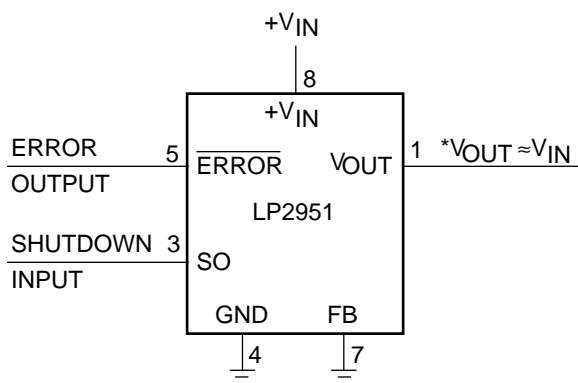 +VIN
8
+VIN
ERROR
OUTPUT
5
ERROR
VOUT
1
*VOUT ≈VIN
LP2951
SHUTDOWN
INPUT
3
SO
GND
FB
4
7